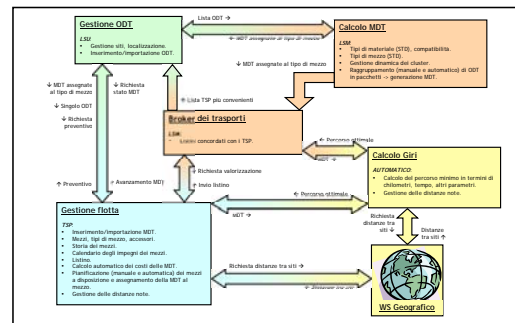 Gestione ODT
LSU:
Gestione siti, localizzazione.
Inserimento/importazione ODT.
Lista ODT →
← MDT assegnate al tipo di mezzo
Calcolo MDT
LSM:
Tipi di materiale (STD), compatibilità.
Tipi di mezzo (STD).
Gestione dinamica dei cluster.
Raggruppamento (manuale e automatico) di ODT
in pacchetti -> generazione MDT.
↓ MDT assegnate
al tipo di mezzo
↓ Singolo ODT
↓ Richiesta
preventivo
↓ Richiesta
stato MDT
↓ MDT assegnate al tipo di mezzo
↑ Lista TSP più convenienti
Broker dei trasporti
LSM:
concordati con i TSP.
← Percorso ottimale
MDT →
Calcolo Giri
AUTOMATICO:
Calcolo del percorso minimo in termini di
chilometri, tempo, altri parametri.
Gestione delle distanze note.
↑ Preventivo
↑ Avanzamento MDT
↓ Richiesta valorizzazione
↑ Invio listino
← Percorso ottimale
MDT →
Gestione flotta
TSP:
Inserimento/importazione MDT.
Mezzi, tipi di mezzo, accessori.
Storia dei mezzi.
Calendario degli impegni dei mezzi.
Listino.
Calcolo automatico dei costi delle MDT.
Pianificazione (manuale e automatica) dei mezzi
a disposizione e assegnamento della MDT al
mezzo.
Gestione delle distanze note.
Richiesta
distanze
tra siti ↓
Distanze
tra siti ↑
Richiesta distanze tra siti →
← Distanze tra siti
WS Geografico